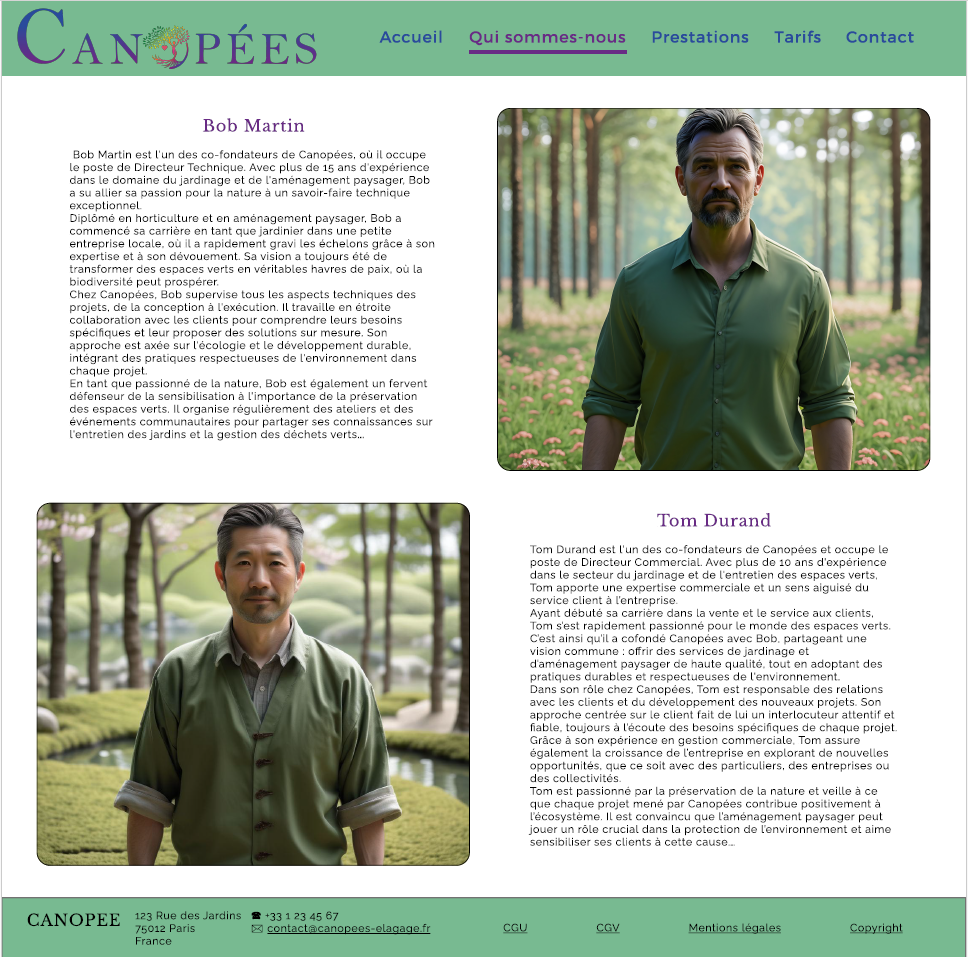 CANOPÉES
Accueil
Qui sommes-nous
Prestations
Tarifs
Contact
Bob Martin
Bob Martin est l'un des co-fondateurs de Canopées, où il occupe
le poste de Directeur Technique. Avec plus de 15 ans d'expérience
dans le domaine du jardinage et de l'aménagement paysager, Bob
a su allier sa passion pour la nature à un savoir-faire technique
exceptionnel.
Diplômé en horticulture et en aménagement paysager, Bob a
commencé sa carrière en tant que jardinier dans une petite
entreprise locale, où il a rapidement gravi les échelons grâce à son
expertise et à son dévouement. Sa vision a toujours été de
transformer des espaces verts en véritables havres de paix, où la
biodiversité peut prospérer.
Chez Canopées, Bob supervise tous les aspects techniques des
projets, de la conception à l'exécution. Il travaille en étroite
collaboration avec les clients pour comprendre leurs besoins
spécifiques et leur proposer des solutions sur mesure. Son
approche est axée sur l'écologie et le développement durable,
intégrant des pratiques respectueuses de l'environnement dans
chaque projet.
En tant que passionné de la nature, Bob est également un fervent
défenseur de la sensibilisation à l'importance de la préservation
des espaces verts. Il organise régulièrement des ateliers et des
événements communautaires pour partager ses connaissances sur
l'entretien des jardins et la gestion des déchets verts...
Tom Durand
Tom Durand est l'un des co-fondateurs de Canopées et occupe le
poste de Directeur Commercial. Avec plus de 10 ans d'expérience
dans le secteur du jardinage et de l'entretien des espaces verts,
Tom apporte une expertise commerciale et un sens aiguisé du
service client à l'entreprise.
Ayant débuté sa carrière dans la vente et le service aux clients,
Tom s'est rapidement passionné pour le monde des espaces verts.
C'est ainsi qu'il a cofondé Canopées avec Bob, partageant une
vision commune : offrir des services de jardinage et
d'aménagement paysager de haute qualité, tout en adoptant des
pratiques durables et respectueuses de l'environnement.
Dans son rôle chez Canopées, Tom est responsable des relations
avec les clients et du développement des nouveaux projets. Son
approche centrée sur le client fait de lui un interlocuteur attentif et
fiable, toujours à l'écoute des besoins spécifiques de chaque projet.
Grâce à son expérience en gestion commerciale, Tom assure
également la croissance de l'entreprise en explorant de nouvelles
opportunités, que ce soit avec des particuliers, des entreprises ou
des collectivités.
Tom est passionné par la préservation de la nature et veille à ce
que chaque projet mené par Canopées contribue positivement à
l'écosystème. Il est convaincu que l'aménagement paysager peut
jouer un rôle crucial dans la protection de l'environnement et aime
sensibiliser ses clients à cette cause...
CANOPEE
123 Rue des Jardins
75012 Paris
France
☎ +33 1 23 45 67
✉ contact@canopees-elagage.fr
CGU
CGV
Mentions légales
Copyright